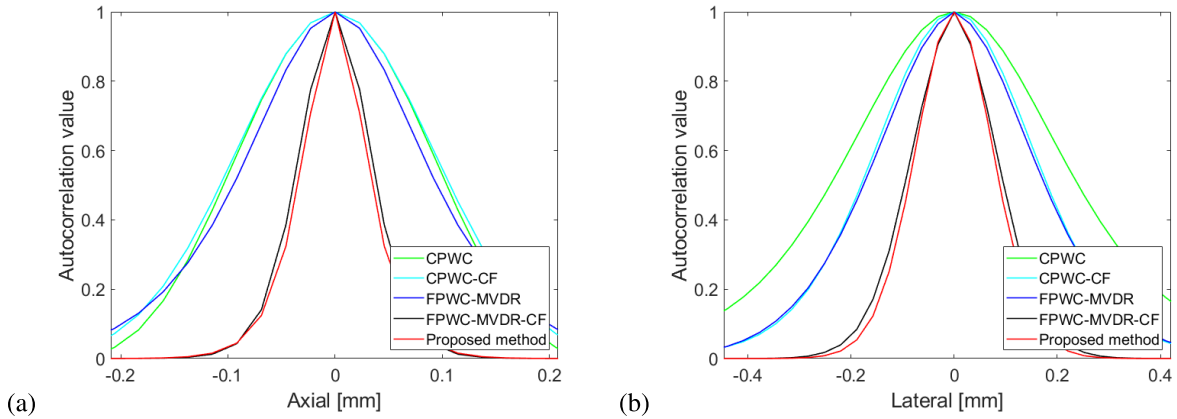 1
0.8
0.6
0.4
0.2
0
Autocorrelation value
-0.2
-0.1
0
0.1
0.2
Axial [mm]
CPWC
CPWC-CF
FPWC-MVDR
FPWC-MVDR-CF
Proposed method
(a)
1
0.8
0.6
0.4
0.2
0
Autocorrelation value
-0.4
-0.2
0
0.2
0.4
Lateral [mm]
CPWC
CPWC-CF
FPWC-MVDR
FPWC-MVDR-CF
Proposed method
(b)